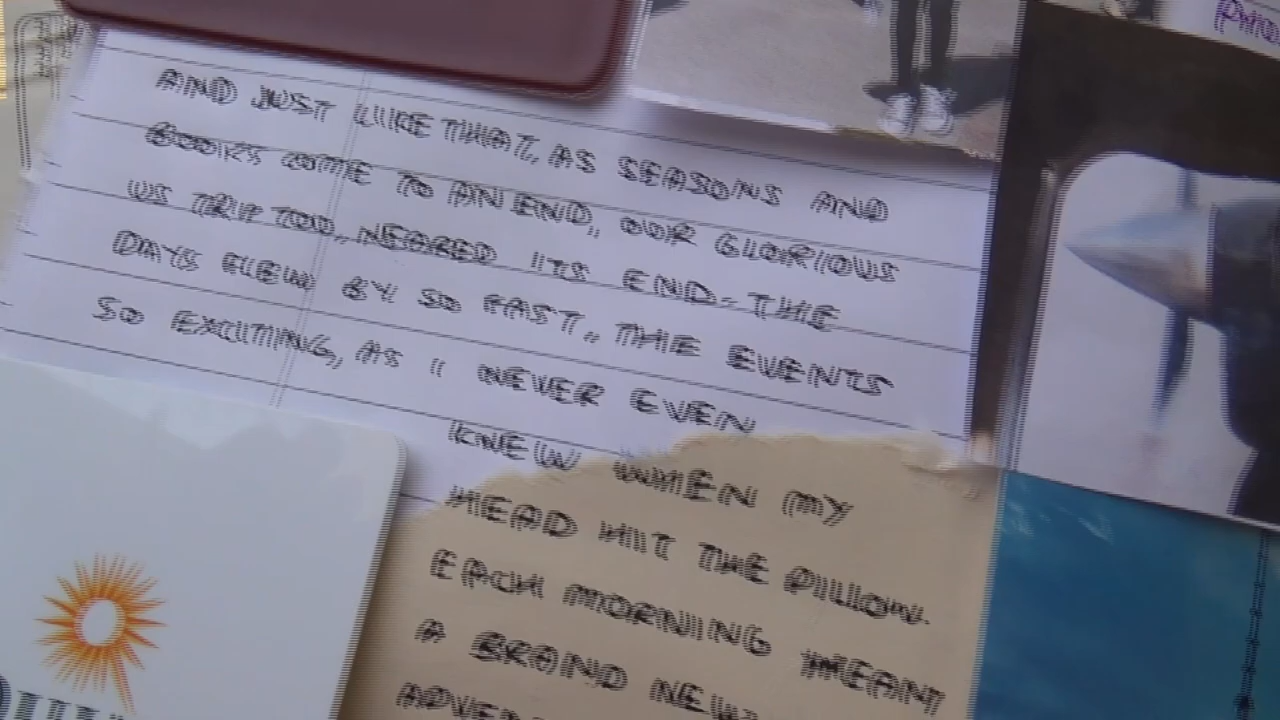 AND JUST LIKE THAT, AS SEASONS AND
BOOKS COME TO AN END, OUR GLORIOUS
US TRIP TOO, NEARED ITS END - THE
DAYS FLEW BY SO FAST, THE EVENTS
SO EXCITING, AS I NEVER EVEN
KNEW WHEN MY
HEAD HIT THE PILLOW.
EACH MORNING MEANT
A BRAND NEW